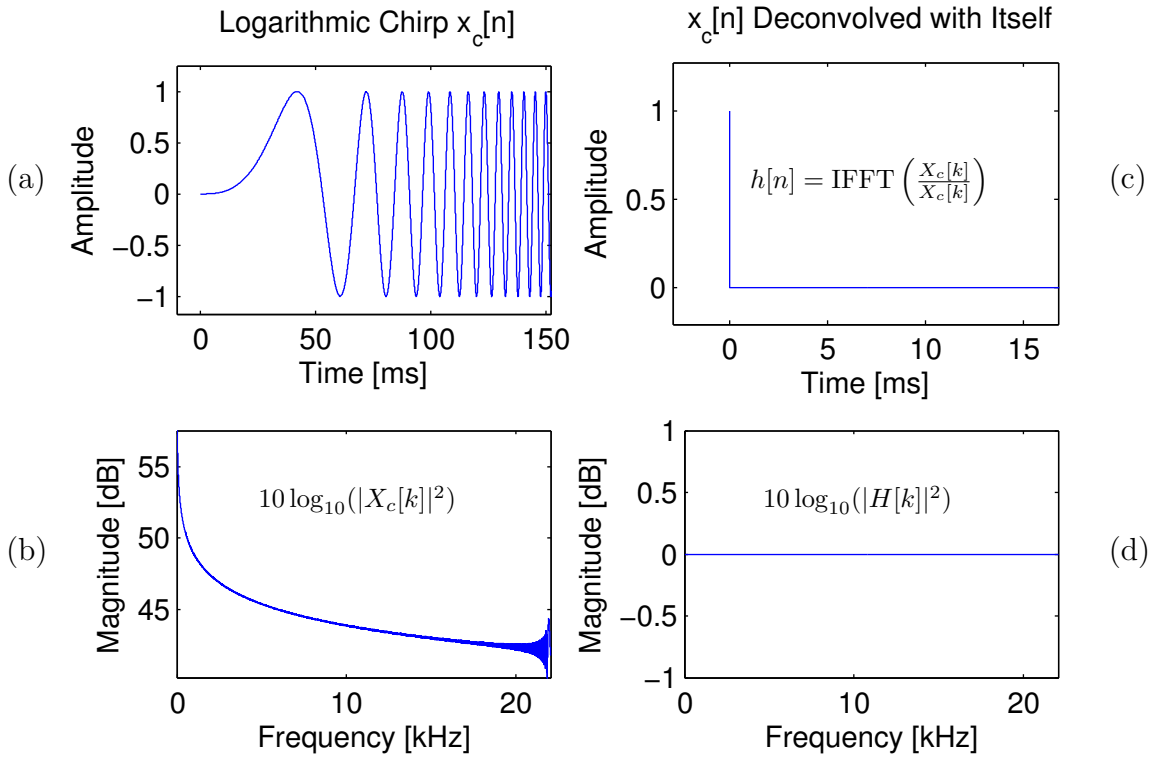 Logarithmic Chirp x_c[n]
(a)
Amplitude
1
0.5
0
−0.5
−1
0 50 100 150
Time [ms]
x_c[n] Deconvolved with Itself
(c)
Amplitude
1
0.5
0
h[n] = IFFT (X_c[k] / X_c[k])
0 5 10 15
Time [ms]
(b)
Magnitude [dB]
55
50
45
10 log_10(|X_c[k]|^2)
0 10 20
Frequency [kHz]
(d)
Magnitude [dB]
1
0.5
0
−0.5
−1
10 log_10(|H[k]|^2)
0 10 20
Frequency [kHz]